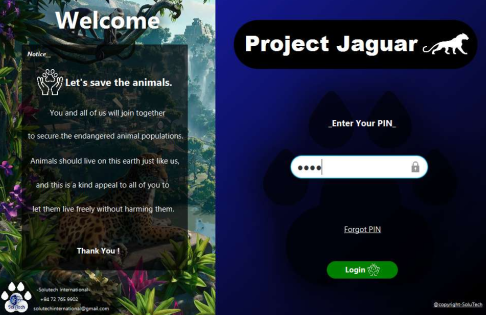 Welcome
Notice_
Let's save the animals.
You and all of us will join together
to secure the endangered animal populations.
Animals should live on this earth just like us,
and this is a kind appeal to all of you to
let them live freely without harming them.
Thank You !
SoluTech
-Solutech International-
+94 72 765 9902
solutechinternational@gmail.com
Project Jaguar
_Enter Your PIN_
Forgot PIN
Login
@copyright-SoluTech